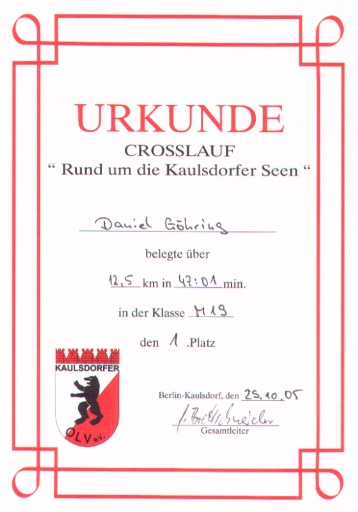 URKUNDE
CROSSLAUF
“ Rund um die Kaulsdorfer Seen “
Daniel Göhring
belegte über
12,5 km in 47:01 min.
in der Klasse M19
den 1 .Platz
KAULSDORFER
OLV e.V.
Berlin-Kaulsdorf, den 29.10.05
Gesamtleiter